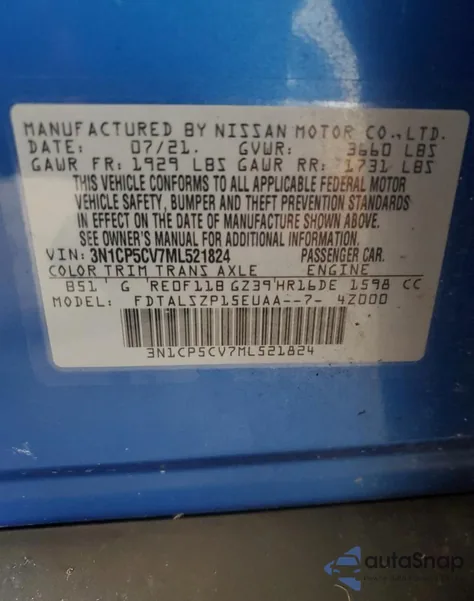 MANUFACTURED BY NISSAN MOTOR CO.,LTD.
DATE: 07/21. GVWR: 3660 LBS
GAWR FR: 1929 LBS GAWR RR: 1731 LBS
THIS VEHICLE CONFORMS TO ALL APPLICABLE FEDERAL MOTOR
VEHICLE SAFETY, BUMPER AND THEFT PREVENTION STANDARDS
IN EFFECT ON THE DATE OF MANUFACTURE SHOWN ABOVE.
SEE OWNER'S MANUAL FOR ADDITIONAL INFORMATION.
VIN: 3N1CP5CV7ML521824 PASSENGER CAR.
COLOR TRIM TRANS AXLE ENGINE
B51' G 'RE0F11B GZ39'HR16DE 1598 CC
MODEL: FDTALSZP15EUAA--7- 4Z000
3N1CP5CV7ML521824
autoSnap